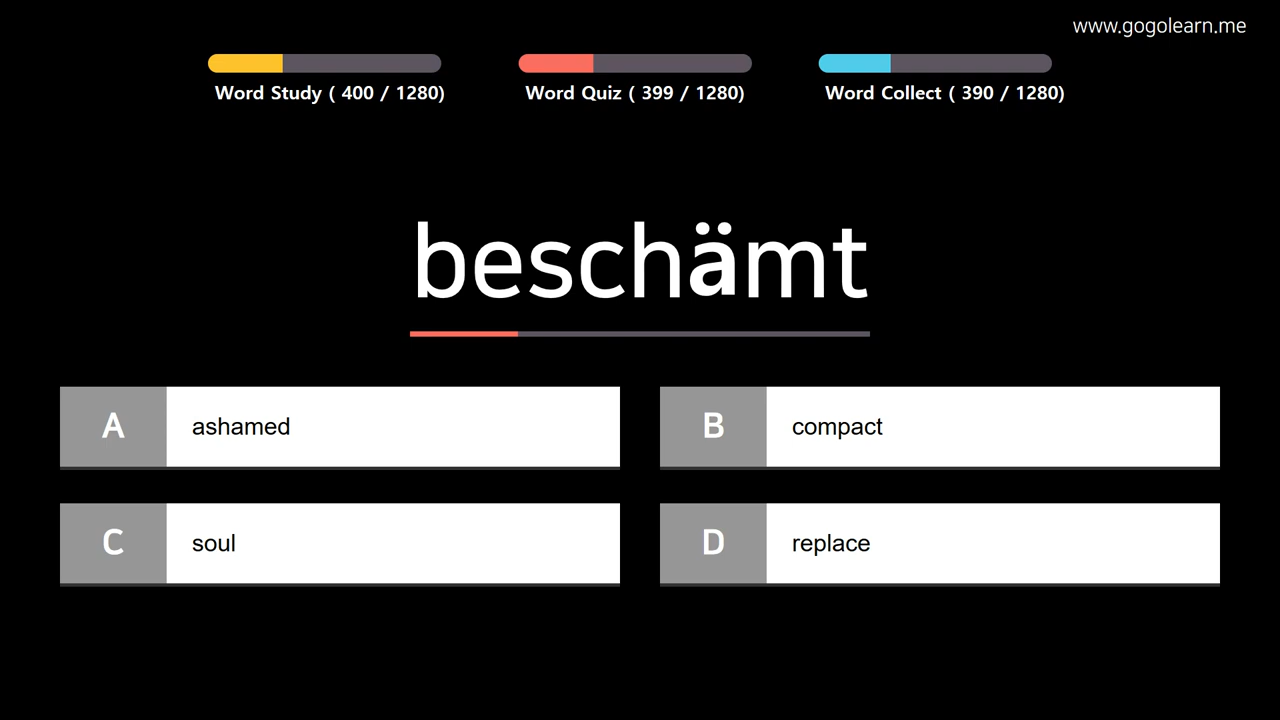 www.gogolearn.me
Word Study ( 400 / 1280)
Word Quiz ( 399 / 1280)
Word Collect ( 390 / 1280)
beschämt
A ashamed
B compact
C soul
D replace